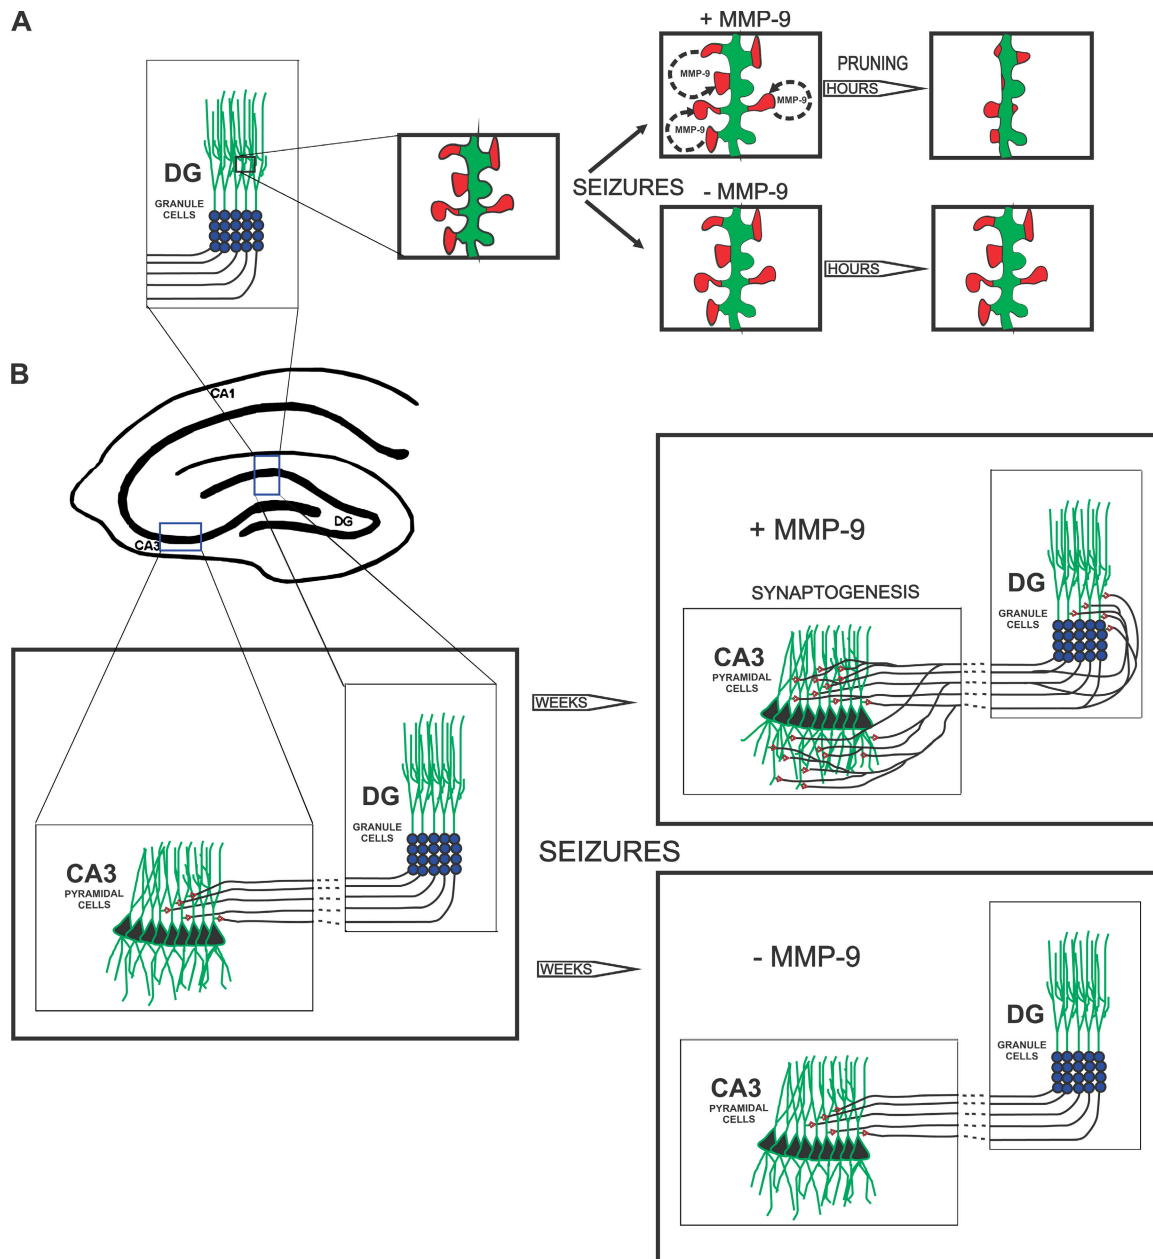 A
+ MMP-9
PRUNING
HOURS
MMP-9
MMP-9
MMP-9
DG
GRANULE
CELLS
SEIZURES
- MMP-9
HOURS
B
CA1
DG
CA3
+ MMP-9
SYNAPTOGENESIS
DG
GRANULE
CELLS
CA3
PYRAMIDAL
CELLS
WEEKS
DG
GRANULE
CELLS
CA3
PYRAMIDAL
CELLS
SEIZURES
WEEKS
- MMP-9
DG
GRANULE
CELLS
CA3
PYRAMIDAL
CELLS